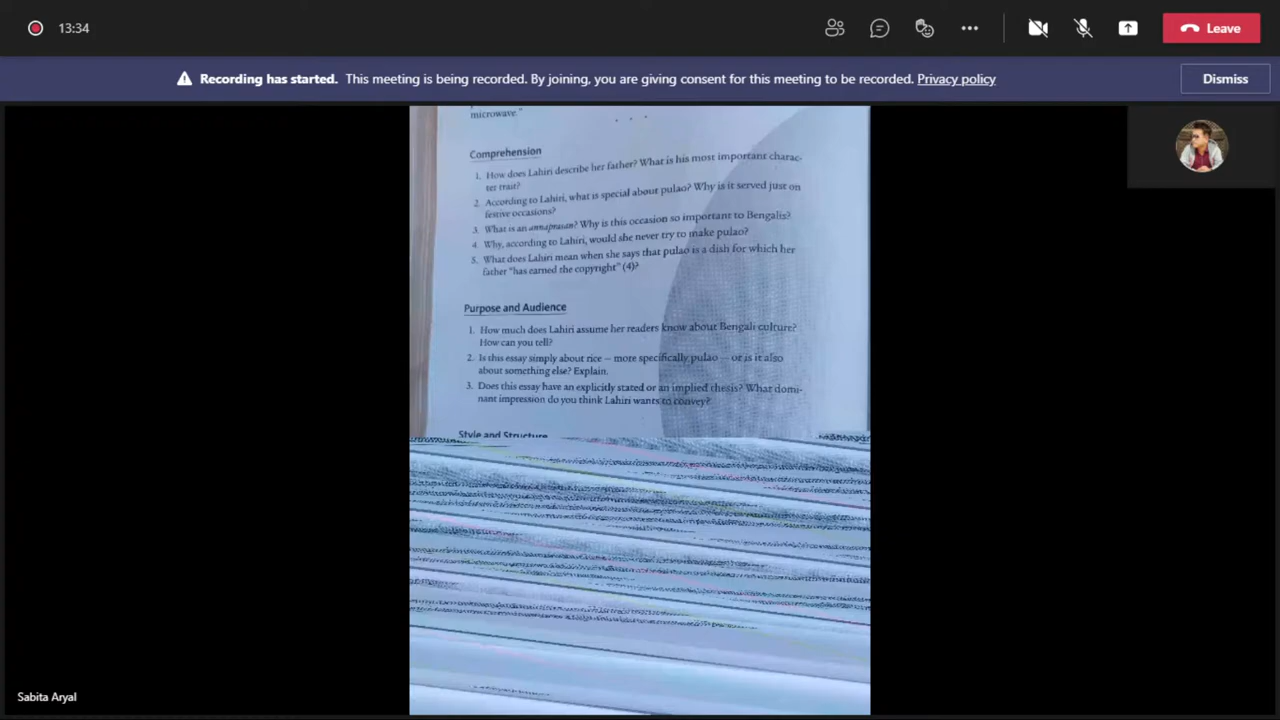 13:34
Leave
Recording has started. This meeting is being recorded. By joining, you are giving consent for this meeting to be recorded. Privacy policy
Dismiss
microwave."
Comprehension
1. How does Lahiri describe her father? What is his most important charac-
ter trait?
2. According to Lahiri, what is special about pulao? Why is it served just on
festive occasions?
3. What is an annaprasan? Why is this occasion so important to Bengalis?
4. Why, according to Lahiri, would she never try to make pulao?
5. What does Lahiri mean when she says that pulao is a dish for which her
father "has earned the copyright" (4)?
Purpose and Audience
1. How much does Lahiri assume her readers know about Bengali culture?
How can you tell?
2. Is this essay simply about rice — more specifically, pulao — or is it also
about something else? Explain.
3. Does this essay have an explicitly stated or an implied thesis? What domi-
nant impression do you think Lahiri wants to convey?
Style and Structure
Sabita Aryal